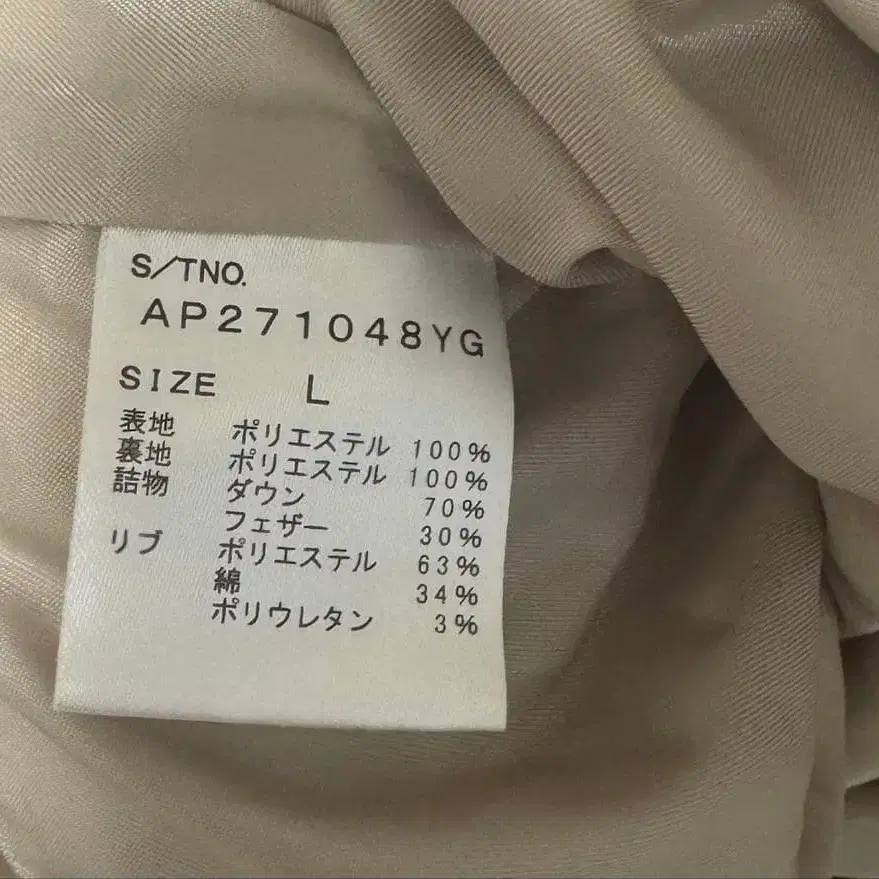 S/TNO.
AP271048YG
SIZE L
表地 ポリエステル 100%
裏地 ポリエステル 100%
詰物 ダウン 70%
フェザー 30%
リブ ポリエステル 63%
綿 34%
ポリウレタン 3%